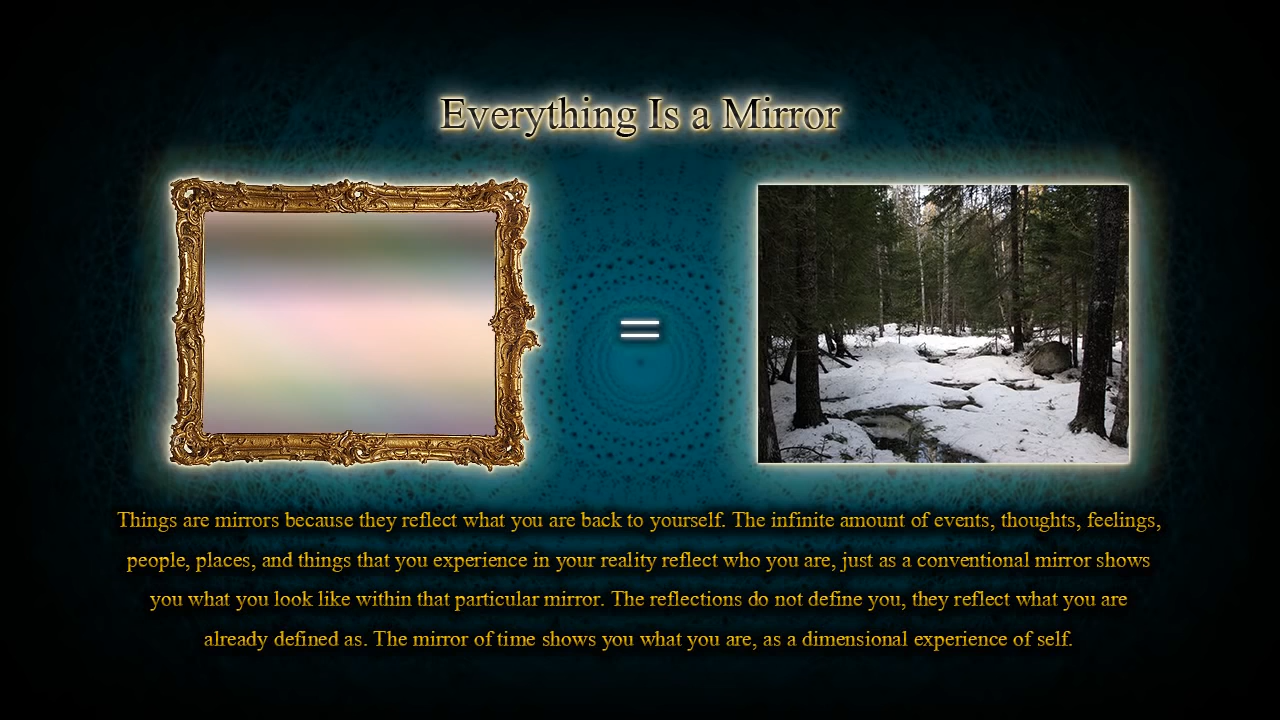 Everything Is a Mirror
=
Things are mirrors because they reflect what you are back to yourself. The infinite amount of events, thoughts, feelings,
people, places, and things that you experience in your reality reflect who you are, just as a conventional mirror shows
you what you look like within that particular mirror. The reflections do not define you, they reflect what you are
already defined as. The mirror of time shows you what you are, as a dimensional experience of self.